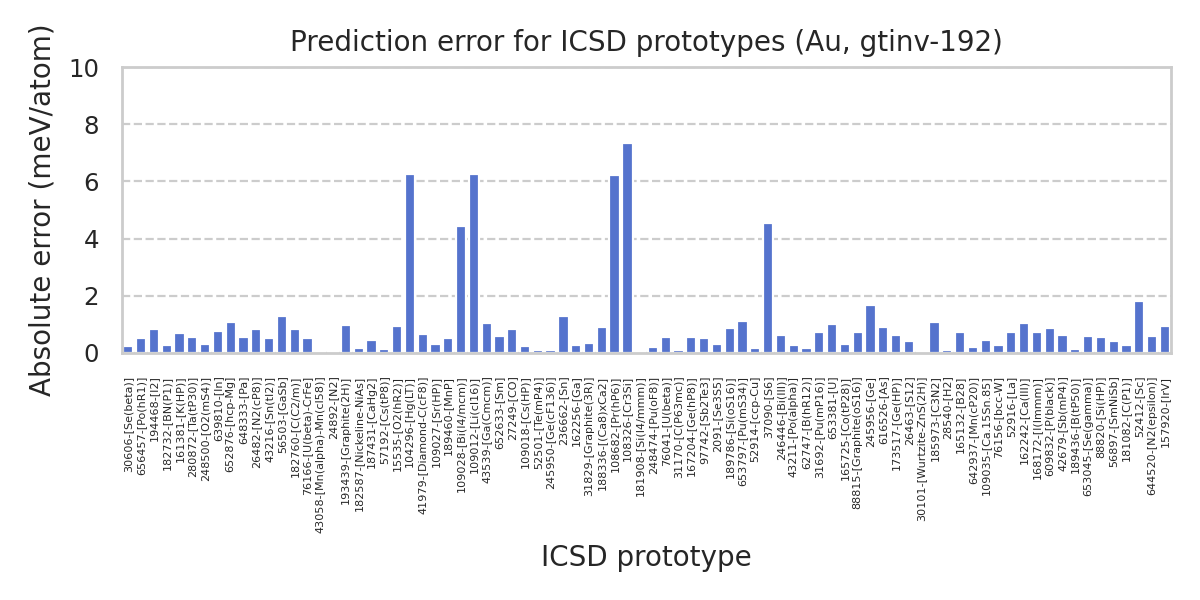 Prediction error for ICSD prototypes (Au, gtinv-192)
Absolute error (meV/atom)
10
8
6
4
2
0
30606-[Se(beta)]
656457-[Po(hR1)]
194468-[I2]
182732-[BN(P1)]
161381-[K(HP)]
280872-[Ta(tP30)]
248500-[O2(mS4)]
639810-[In]
652876-[hcp-Mg]
648333-[Pa]
26482-[N2(cP8)]
43216-[Sn(tI2)]
56503-[GaSb]
182760-[C(C2/m)]
76166-[U(beta)-CrFe]
43058-[Mn(alpha)-Mn(cI58)]
24892-[N2]
193439-[Graphite(2H)]
182587-[Nickeline-NiAs]
187431-[CaHg2]
57192-[Cs(tP8)]
15535-[O2(hR2)]
104296-[Hg(LT)]
41979-[Diamond-C(cF8)]
109027-[Sr(HP)]
189460-[MnP]
109028-[Bi(I4/mcm)]
109012-[Li(cI16)]
43539-[Ga(Cmcm)]
652633-[Sm]
27249-[CO]
109018-[Cs(HP)]
52501-[Te(mP4)]
245950-[Ge(cF136)]
236662-[Sn]
162256-[Ga]
31829-[Graphite(3R)]
188336-[(Ca8)xCa2]
108682-[Pr(hP6)]
108326-[Cr3Si]
181908-[Si(I4/mmm)]
248474-[Pu(oF8)]
76041-[U(beta)]
31170-[C(P63mc)]
167204-[Ge(hP8)]
97742-[Sb2Te3]
2091-[Se3S5]
189786-[Si(oS16)]
653797-[Pu(mS34)]
52914-[ccp-Cu]
37090-[S6]
246446-[Bi(III)]
43211-[Po(alpha)]
62747-[B(hR12)]
31692-[Pu(mP16)]
653381-[U]
165725-[Co(tP28)]
88815-[Graphite(oS16)]
245956-[Ge]
616526-[As]
173517-[Ge(HP)]
26463-[S12]
30101-[Wurtzite-ZnS(2H)]
185973-[C3N2]
28540-[H2]
165132-[B28]
642937-[Mn(cP20)]
109035-[Ca.15Sn.85]
76156-[bcc-W]
52916-[La]
162242-[Ca(III)]
168172-[I(Immm)]
609832-[P(black)]
42679-[Sb(mP4)]
189436-[B(tP50)]
653045-[Se(gamma)]
88820-[Si(HP)]
56897-[SmNiSb]
181082-[C(P1)]
52412-[Sc]
644520-[N2(epsilon)]
157920-[IrV]
ICSD prototype